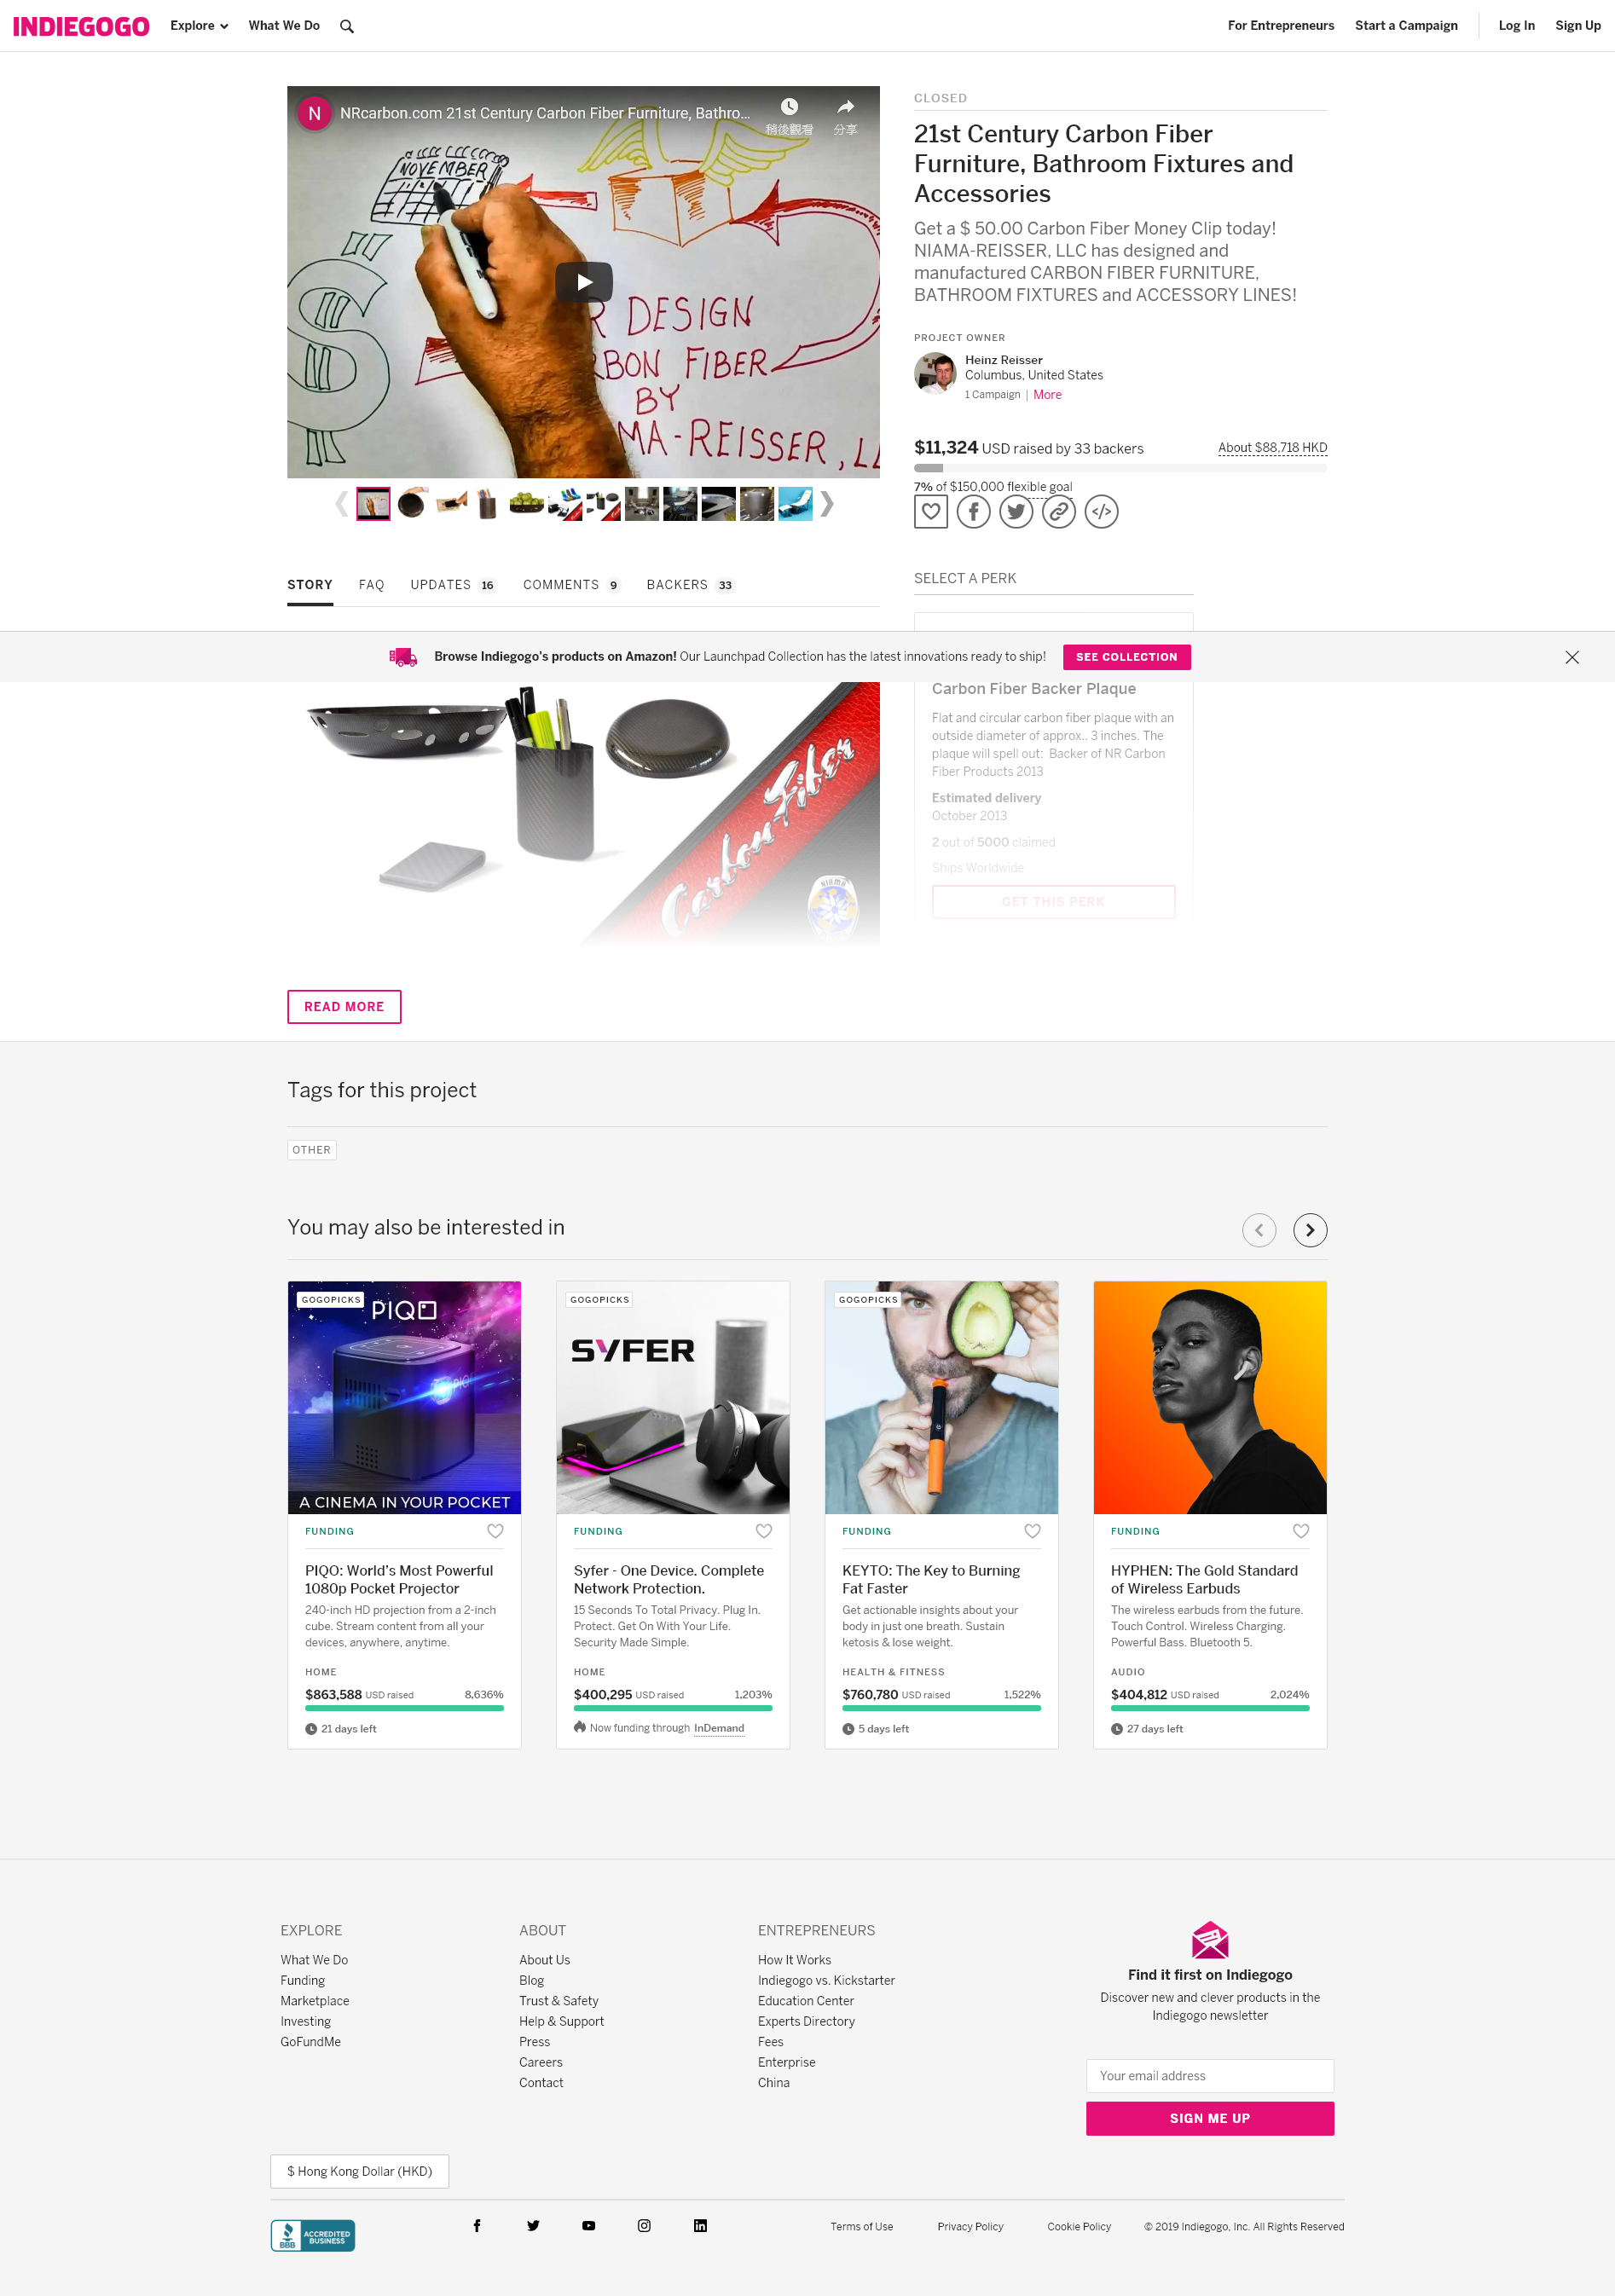 INDIEGOGO
Explore
What We Do
For Entrepreneurs
Start a Campaign
Log In
Sign Up
N
NRcarbon.com 21st Century Carbon Fiber Furniture, Bathro...
稍後觀看
分享
NOVEMBER
R DESIGN
BON FIBER
BY
MA-REISSER, LL
CLOSED
21st Century Carbon Fiber
Furniture, Bathroom Fixtures and
Accessories
Get a $ 50.00 Carbon Fiber Money Clip today!
NIAMA-REISSER, LLC has designed and
manufactured CARBON FIBER FURNITURE,
BATHROOM FIXTURES and ACCESSORY LINES!
PROJECT OWNER
Heinz Reisser
Columbus, United States
1 Campaign | More
$11,324 USD raised by 33 backers
About $88,718 HKD
7% of $150,000 flexible goal
STORY
FAQ
UPDATES 16
COMMENTS 9
BACKERS 33
SELECT A PERK
Browse Indiegogo's products on Amazon! Our Launchpad Collection has the latest innovations ready to ship!
SEE COLLECTION
Carbon Fiber
NIAMA
Carbon Fiber Backer Plaque
Flat and circular carbon fiber plaque with an
outside diameter of approx.. 3 inches. The
plaque will spell out: Backer of NR Carbon
Fiber Products 2013
Estimated delivery
October 2013
2 out of 5000 claimed
Ships Worldwide
GET THIS PERK
READ MORE
Tags for this project
OTHER
You may also be interested in
GOGOPICKS
PIQO
PIQO
A CINEMA IN YOUR POCKET
FUNDING
PIQO: World's Most Powerful
1080p Pocket Projector
240-inch HD projection from a 2-inch
cube. Stream content from all your
devices, anywhere, anytime.
HOME
$863,588 USD raised
8,636%
21 days left
GOGOPICKS
SYFER
FUNDING
Syfer - One Device. Complete
Network Protection.
15 Seconds To Total Privacy. Plug In.
Protect. Get On With Your Life.
Security Made Simple.
HOME
$400,295 USD raised
1,203%
Now funding through InDemand
GOGOPICKS
FUNDING
KEYTO: The Key to Burning
Fat Faster
Get actionable insights about your
body in just one breath. Sustain
ketosis & lose weight.
HEALTH & FITNESS
$760,780 USD raised
1,522%
5 days left
FUNDING
HYPHEN: The Gold Standard
of Wireless Earbuds
The wireless earbuds from the future.
Touch Control. Wireless Charging.
Powerful Bass. Bluetooth 5.
AUDIO
$404,812 USD raised
2,024%
27 days left
EXPLORE
What We Do
Funding
Marketplace
Investing
GoFundMe
ABOUT
About Us
Blog
Trust & Safety
Help & Support
Press
Careers
Contact
ENTREPRENEURS
How It Works
Indiegogo vs. Kickstarter
Education Center
Experts Directory
Fees
Enterprise
China
Find it first on Indiegogo
Discover new and clever products in the
Indiegogo newsletter
Your email address
SIGN ME UP
$ Hong Kong Dollar (HKD)
BBB
ACCREDITED
BUSINESS
Terms of Use
Privacy Policy
Cookie Policy
© 2019 Indiegogo, Inc. All Rights Reserved